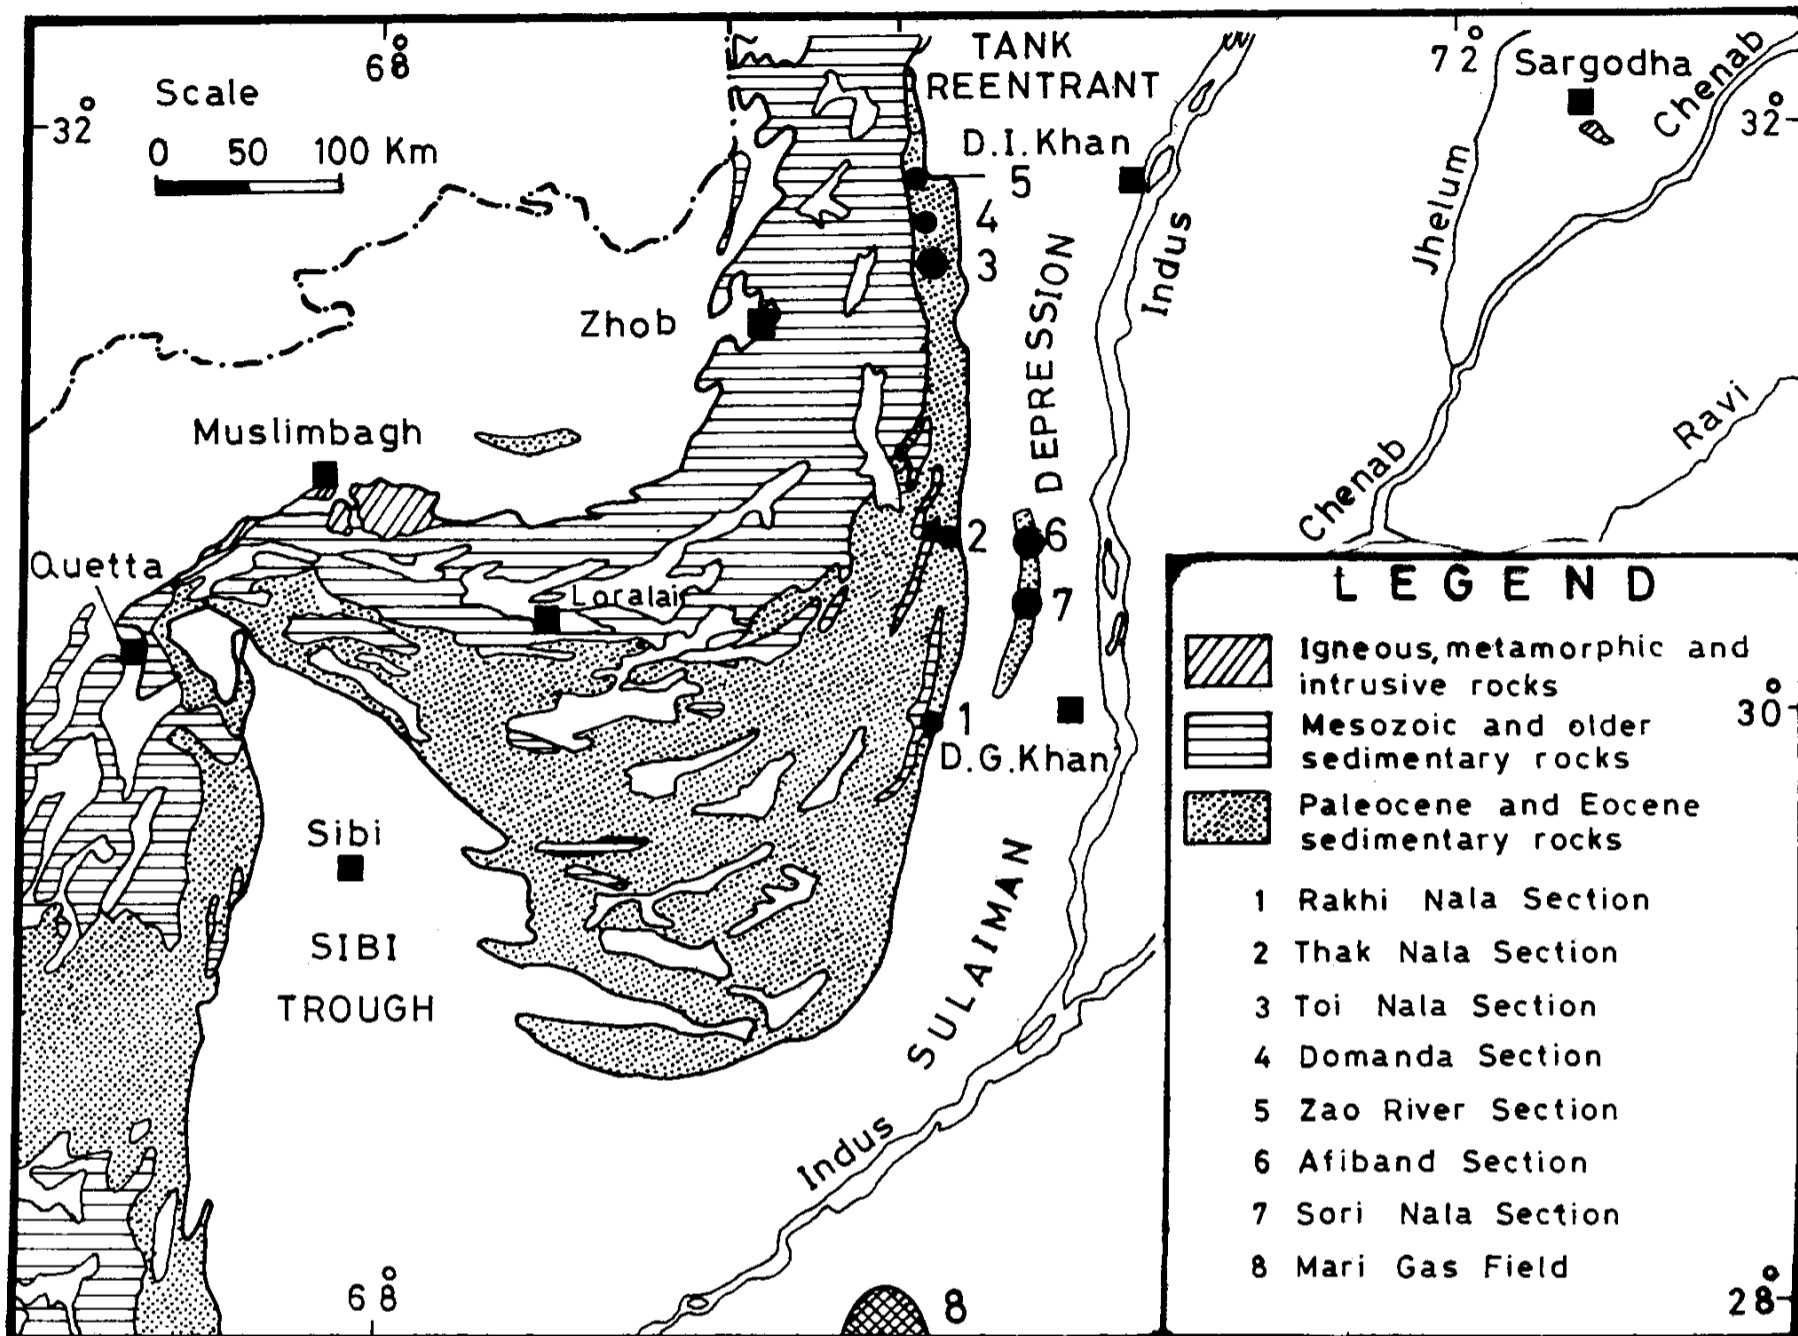 68°
TANK
REENTRANT
72°
Sargodha
Chenab
Scale
0 50 100 Km
32°
32°
D.I.Khan
5
4
3
Jhelum
Indus
Zhob
DEPRESSION
Muslimbagh
Ravi
Chenab
2
6
Quetta
Loralai
7
1
D.G.Khan
30°
Sibi
SIBI
TROUGH
SULAIMAN
Indus
68°
8
28°
LEGEND
Igneous, metamorphic and
intrusive rocks
Mesozoic and older
sedimentary rocks
Paleocene and Eocene
sedimentary rocks
1 Rakhi Nala Section
2 Thak Nala Section
3 Toi Nala Section
4 Domanda Section
5 Zao River Section
6 Afiband Section
7 Sori Nala Section
8 Mari Gas Field